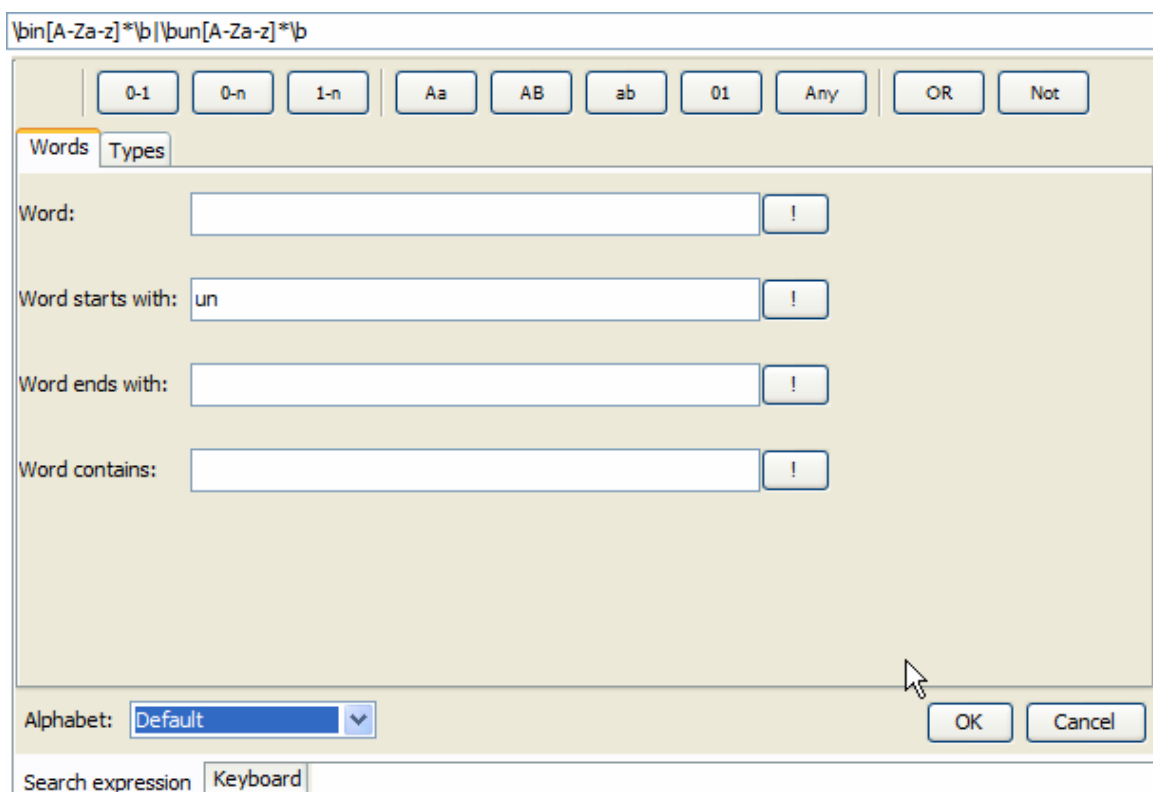 \bin[A-Za-z]*\b|\bun[A-Za-z]*\b
0-1 0-n 1-n Aa AB ab 01 Any OR Not
Words Types
Word: !
Word starts with: un !
Word ends with: !
Word contains: !
Alphabet: Default OK Cancel
Search expression Keyboard